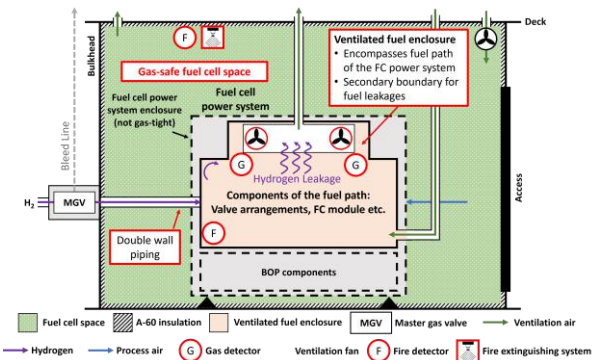 Deck
Bulkhead
Bleed Line
F
Gas-safe fuel cell space
Ventilated fuel enclosure
• Encompasses fuel path
of the FC power system
• Secondary boundary for
fuel leakages
Fuel cell power
system enclosure
(not gas-tight)
Fuel cell
power system
G
G
Hydrogen Leakage
Components of the fuel path:
Valve arrangements, FC module etc.
H₂
MGV
Access
F
Double wall
piping
BOP components
Fuel cell space
A-60 insulation
Ventilated fuel enclosure
MGV
Master gas valve
Ventilation air
Hydrogen
Process air
G
Gas detector
Ventilation fan
F
Fire detector
Fire extinguishing system